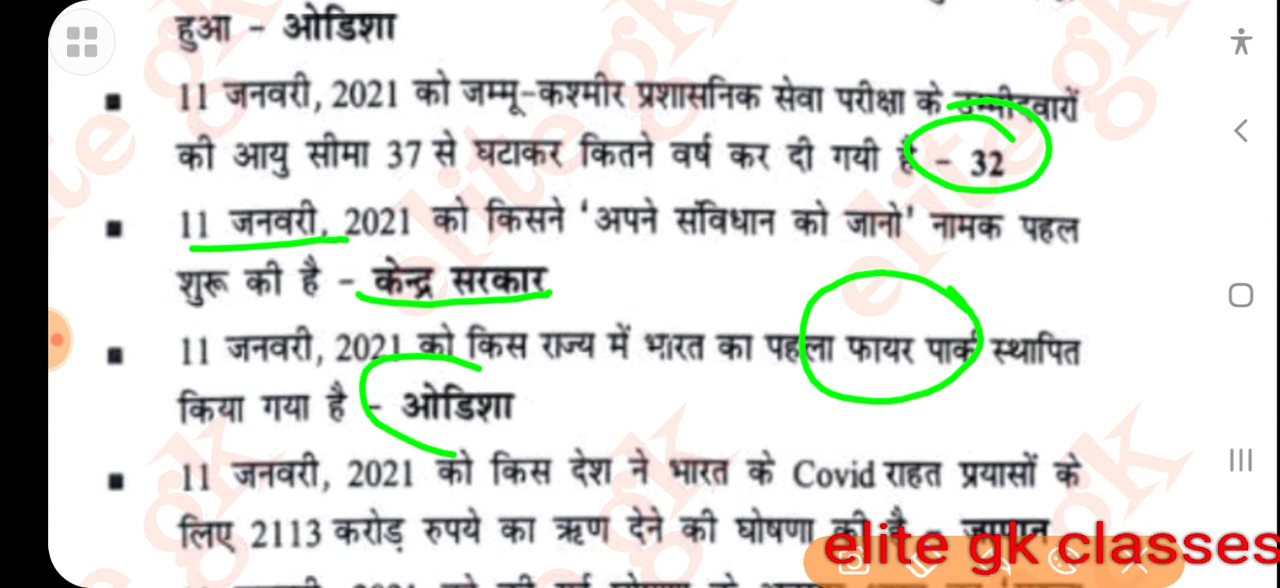 हुआ - ओडिशा
▪ 11 जनवरी, 2021 को जम्मू-कश्मीर प्रशासनिक सेवा परीक्षा के उम्मीदवारों
की आयु सीमा 37 से घटाकर कितने वर्ष कर दी गयी है - 32
▪ 11 जनवरी, 2021 को किसने 'अपने संविधान को जानो' नामक पहल
शुरू की है - केन्द्र सरकार
▪ 11 जनवरी, 2021 को किस राज्य में भारत का पहला फायर पार्क स्थापित
किया गया है - ओडिशा
▪ 11 जनवरी, 2021 को किस देश ने भारत के Covid राहत प्रयासों के
लिए 2113 करोड़ रुपये का ऋण देने की घोषणा की है - जापान
elite gk classes
elite gk